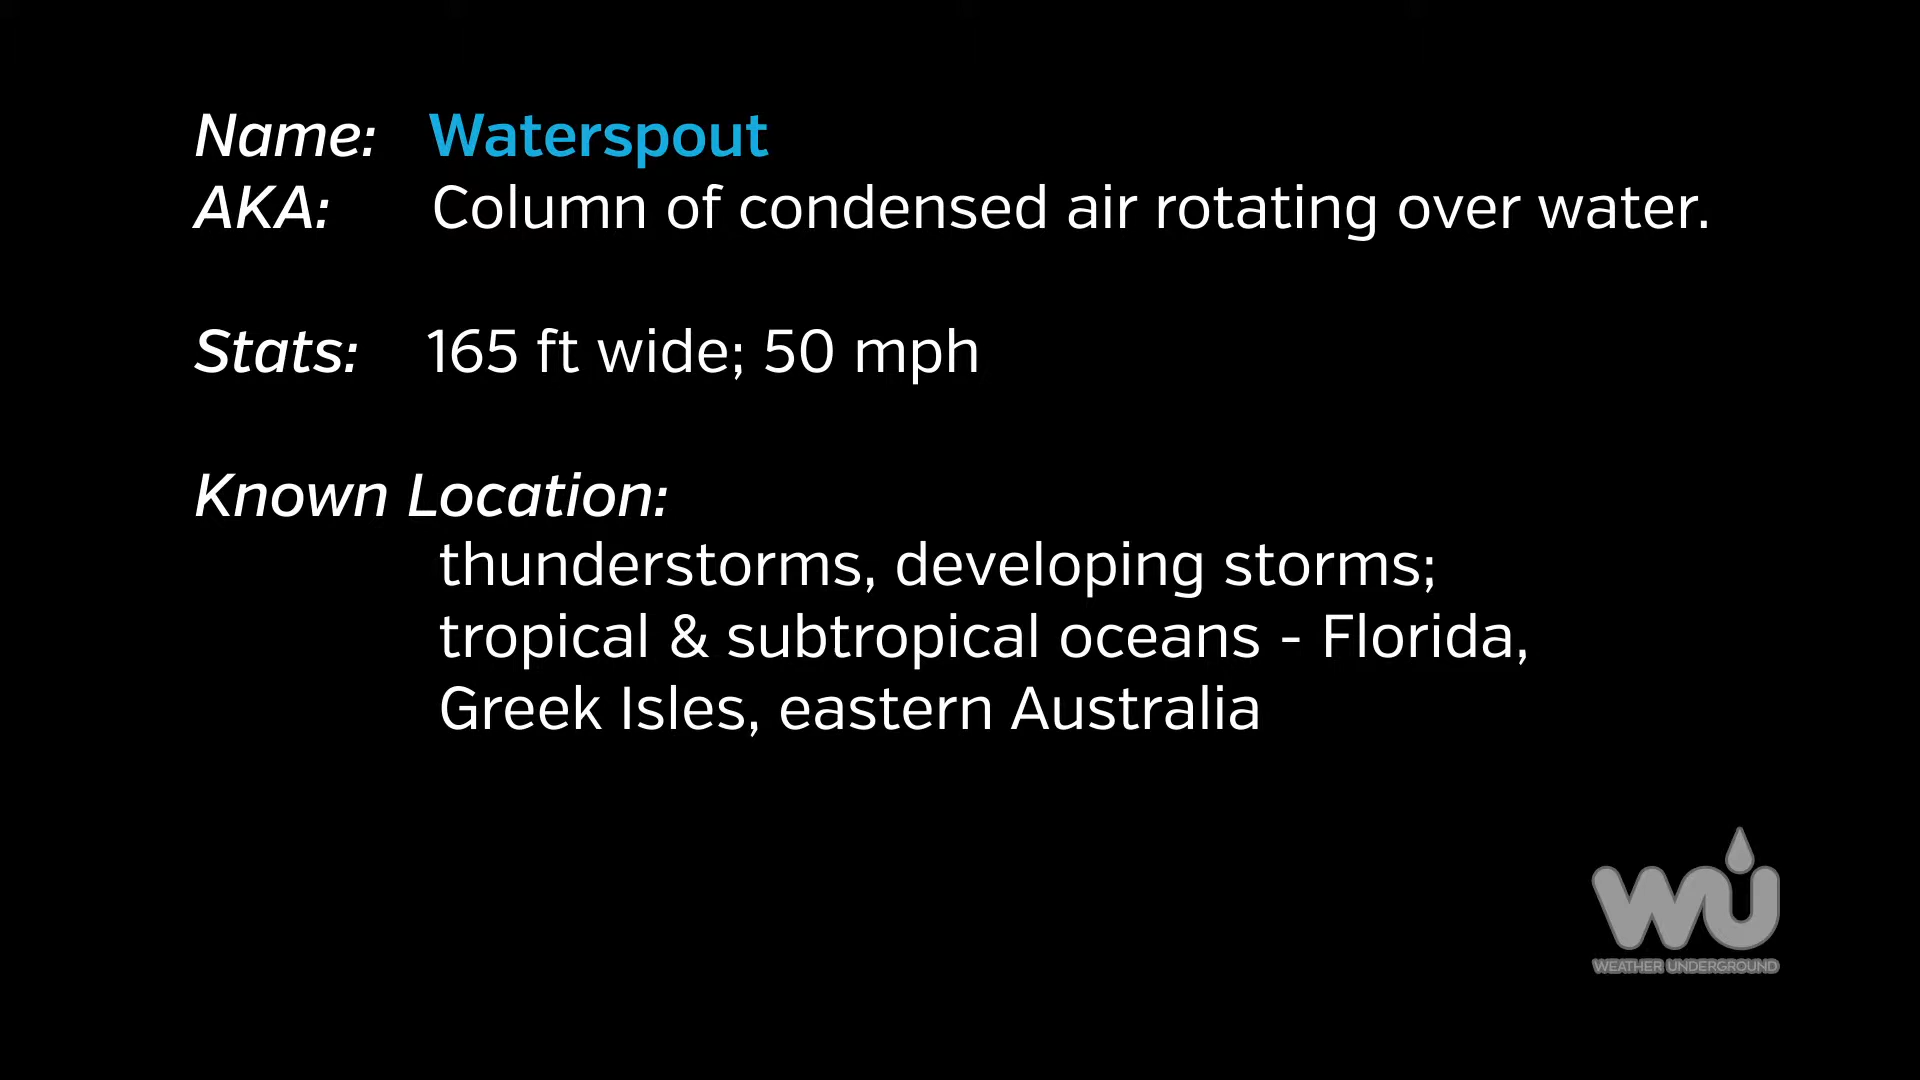 Name: Waterspout
AKA: Column of condensed air rotating over water.
Stats: 165 ft wide; 50 mph
Known Location:
thunderstorms, developing storms;
tropical & subtropical oceans - Florida,
Greek Isles, eastern Australia
WU
WEATHER UNDERGROUND